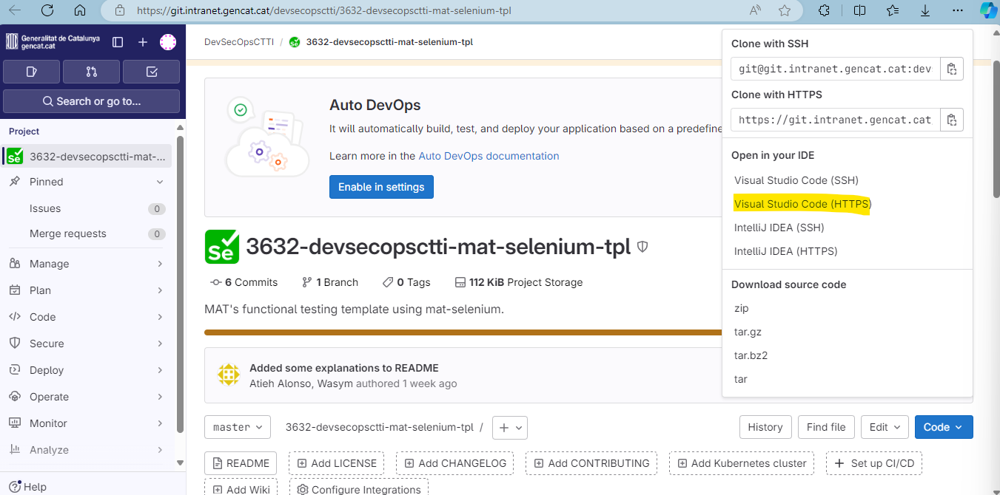 https://git.intranet.gencat.cat/devsecopsctti/3632-devsecopsctti-mat-selenium-tpl
Generalitat de Catalunya
gencat.cat
Search or go to...
Project
3632-devsecopsctti-mat-...
Pinned
Issues 0
Merge requests 0
Manage
Plan
Code
Secure
Deploy
Operate
Monitor
Analyze
Help
DevSecOpsCTTI / 3632-devsecopsctti-mat-selenium-tpl
Auto DevOps
It will automatically build, test, and deploy your application based on a predefine
Learn more in the Auto DevOps documentation
Enable in settings
Se 3632-devsecopsctti-mat-selenium-tpl
6 Commits 1 Branch 0 Tags 112 KiB Project Storage
MAT's functional testing template using mat-selenium.
Added some explanations to README
Atieh Alonso, Wasym authored 1 week ago
master 3632-devsecopsctti-mat-selenium-tpl / +
History Find file Edit Code
README Add LICENSE Add CHANGELOG Add CONTRIBUTING Add Kubernetes cluster Set up CI/CD
Add Wiki Configure Integrations
Clone with SSH
git@git.intranet.gencat.cat:dev
Clone with HTTPS
https://git.intranet.gencat.cat
Open in your IDE
Visual Studio Code (SSH)
Visual Studio Code (HTTPS)
IntelliJ IDEA (SSH)
IntelliJ IDEA (HTTPS)
Download source code
zip
tar.gz
tar.bz2
tar